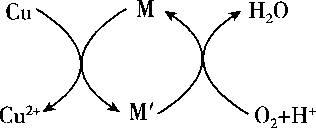 Cu M H₂O
Cu²⁺ M′ O₂+H⁺